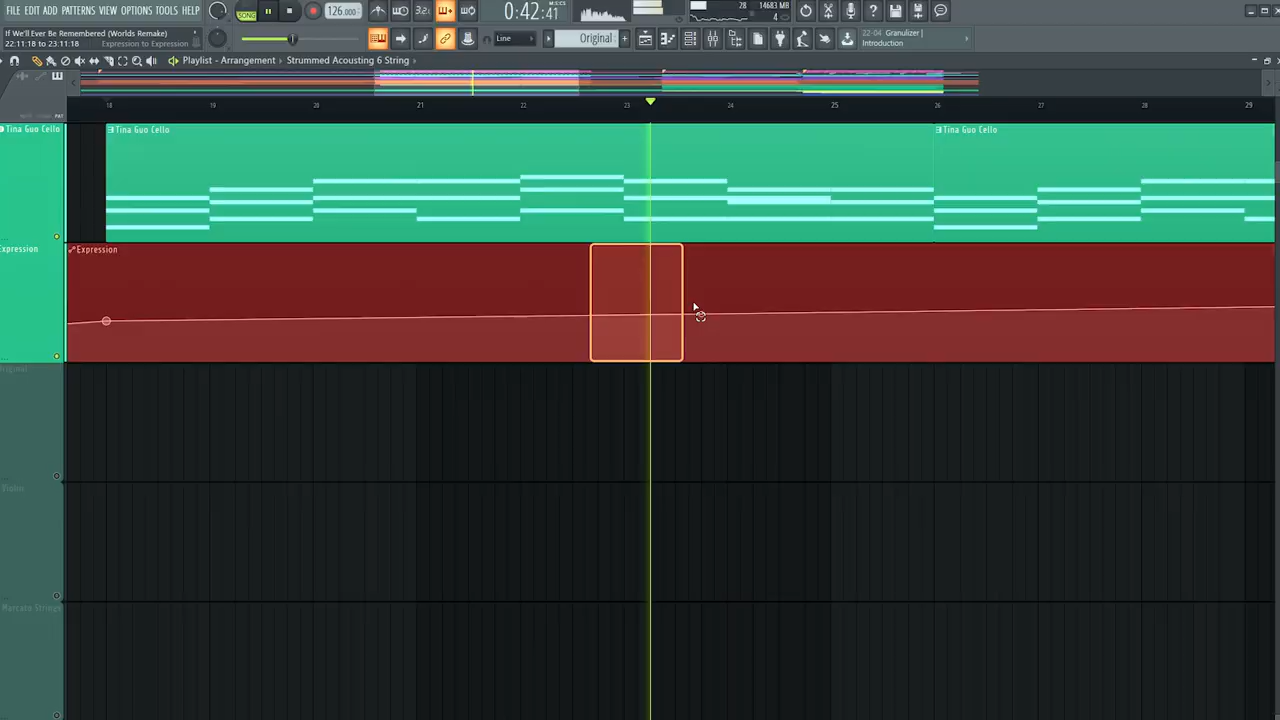 FILE EDIT ADD PATTERNS VIEW OPTIONS TOOLS HELP
SONG
126.000
3.2.
0:42:41
M:S:CS
28
14683 MB
4
If We'll Ever Be Remembered (Worlds Remake)
22:11:18 to 23:11:18
Expression to Expression
Line
Original
22-04 Granulizer |
Introduction
Playlist - Arrangement › Strummed Acousting 6 String ›
18 19 20 21 22 23 24 25 26 27 28 29
Tina Guo Cello
Tina Guo Cello
Tina Guo Cello
Expression
Expression
Original
Violin
Marcato Strings